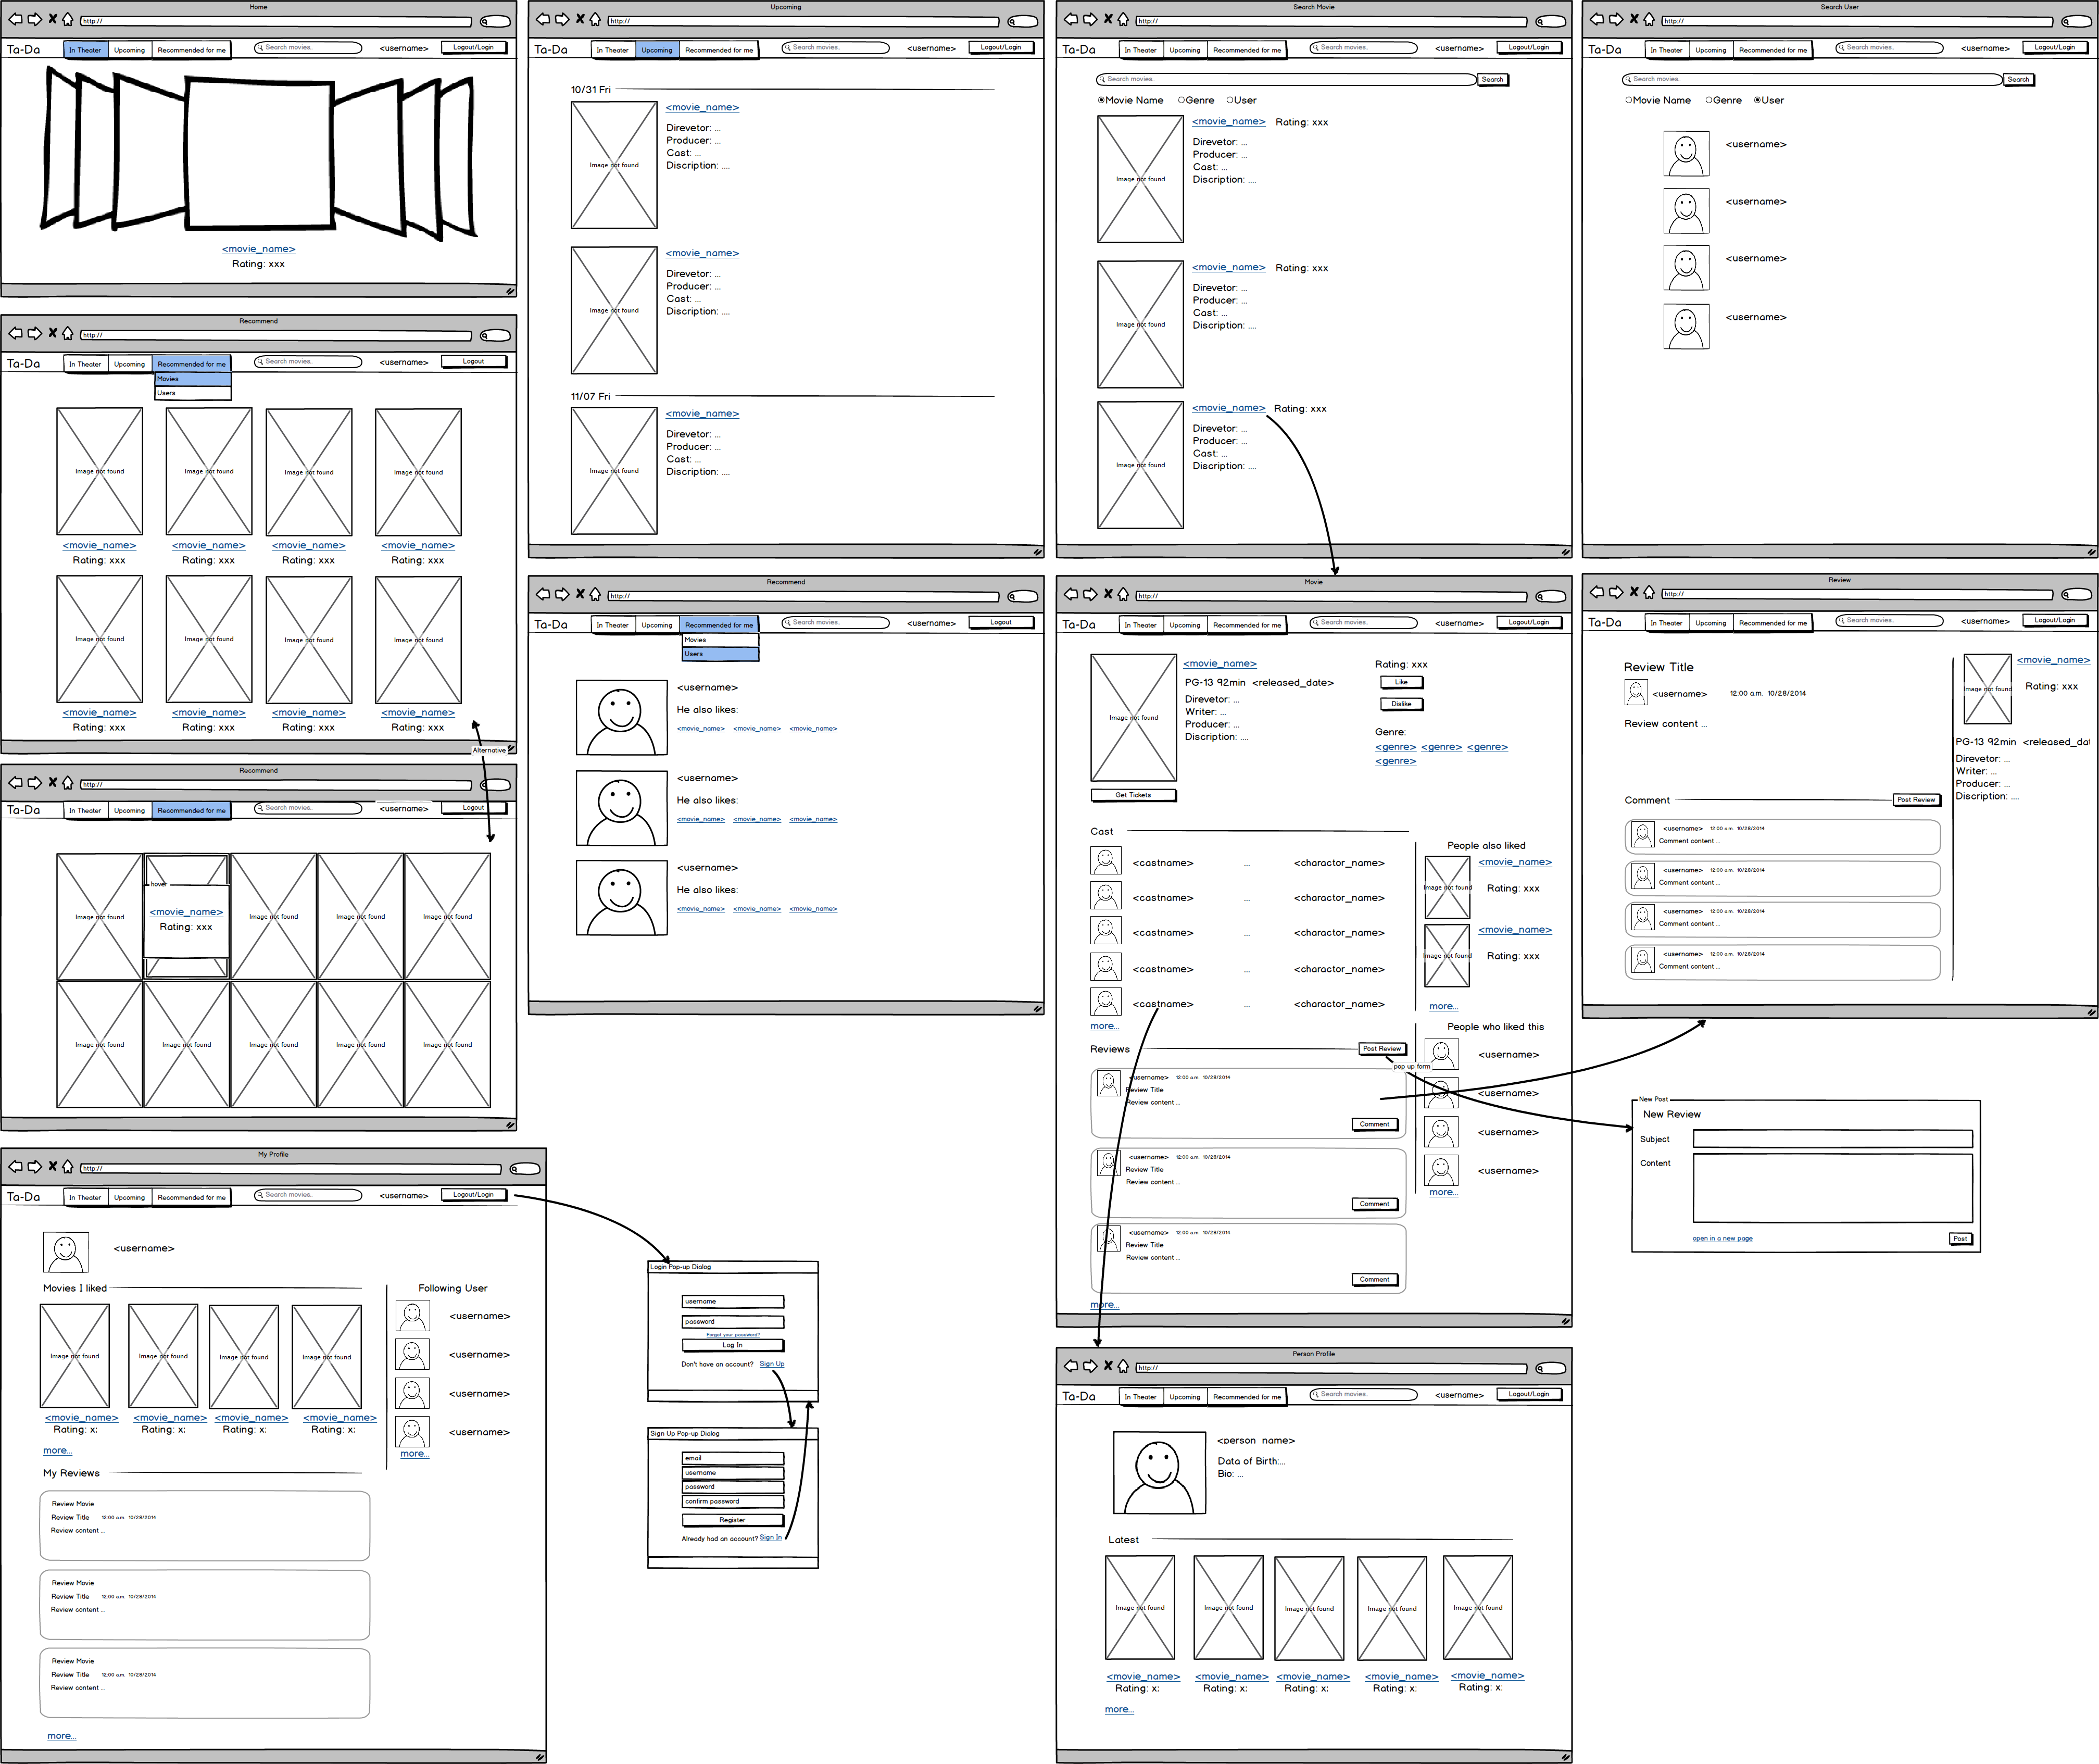 Home
http://
Ta-Da
In Theater
Upcoming
Recommended for me
Search movies.
<username>
Logout/Login
<movie_name>
Rating: xxx
Upcoming
http://
Ta-Da
In Theater
Upcoming
Recommended for me
Search movies.
<username>
Logout/Login
10/31 Fri
Image not found
<movie_name>
Direvetor: ...
Producer: ...
Cast: ...
Discription: ....
Image not found
<movie_name>
Direvetor: ...
Producer: ...
Cast: ...
Discription: ....
11/07 Fri
Image not found
<movie_name>
Direvetor: ...
Producer: ...
Cast: ...
Discription: ....
Search Movie
http://
Ta-Da
In Theater
Upcoming
Recommended for me
Search movies.
<username>
Logout/Login
Search movies.
Search
Movie Name
Genre
User
Image not found
<movie_name> Rating: xxx
Direvetor: ...
Producer: ...
Cast: ...
Discription: ....
Image not found
<movie_name> Rating: xxx
Direvetor: ...
Producer: ...
Cast: ...
Discription: ....
Image not found
<movie_name> Rating: xxx
Direvetor: ...
Producer: ...
Cast: ...
Discription: ....
Search User
http://
Ta-Da
In Theater
Upcoming
Recommended for me
Search movies.
<username>
Logout/Login
Search movies.
Search
Movie Name
Genre
User
<username>
<username>
<username>
<username>
Recommend
http://
Ta-Da
In Theater
Upcoming
Recommended for me
Movies
Users
Search movies.
<username>
Logout
Image not found
Image not found
Image not found
Image not found
<movie_name> <movie_name> <movie_name> <movie_name>
Rating: xxx Rating: xxx Rating: xxx Rating: xxx
Image not found
Image not found
Image not found
Image not found
<movie_name> <movie_name> <movie_name> <movie_name>
Rating: xxx Rating: xxx Rating: xxx Rating: xxx
Alternative
Recommend
http://
Ta-Da
In Theater
Upcoming
Recommended for me
Search movies.
<username>
Logout
Image not found
hover
<movie_name>
Rating: xxx
Image not found
Image not found
Image not found
Image not found
Image not found
Image not found
Image not found
Image not found
Recommend
http://
Ta-Da
In Theater
Upcoming
Recommended for me
Movies
Users
Search movies.
<username>
Logout
<username>
He also likes:
<movie_name> <movie_name> <movie_name>
<username>
He also likes:
<movie_name> <movie_name> <movie_name>
<username>
He also likes:
<movie_name> <movie_name> <movie_name>
Movie
http://
Ta-Da
In Theater
Upcoming
Recommended for me
Search movies.
<username>
Logout/Login
Image not found
Get Tickets
<movie_name>
PG-13 92min <released_date>
Direvetor: ...
Writer: ...
Producer: ...
Discription: ....
Rating: xxx
Like
Dislike
Genre:
<genre> <genre> <genre>
<genre>
Cast
<castname> ... <charactor_name>
<castname> ... <charactor_name>
<castname> ... <charactor_name>
<castname> ... <charactor_name>
<castname> ... <charactor_name>
more...
People also liked
Image not found
<movie_name>
Rating: xxx
Image not found
<movie_name>
Rating: xxx
more...
People who liked this
<username>
<username>
<username>
<username>
more...
Reviews
Post Review
pop up form
<username> 12:00 a.m. 10/28/2014
Review Title
Review content ...
Comment
<username> 12:00 a.m. 10/28/2014
Review Title
Review content ...
Comment
<username> 12:00 a.m. 10/28/2014
Review Title
Review content ...
Comment
more...
Review
http://
Ta-Da
In Theater
Upcoming
Recommended for me
Search movies.
<username>
Logout/Login
Review Title
<username> 12:00 a.m. 10/28/2014
Review content ...
Comment
Post Review
<username> 12:00 a.m. 10/28/2014
Comment content ...
<username> 12:00 a.m. 10/28/2014
Comment content ...
<username> 12:00 a.m. 10/28/2014
Comment content ...
<username> 12:00 a.m. 10/28/2014
Comment content ...
Image not found
<movie_name>
Rating: xxx
PG-13 92min <released_dat
Direvetor: ...
Writer: ...
Producer: ...
Discription: ....
New Post
New Review
Subject
Content
open in a new page
Post
My Profile
http://
Ta-Da
In Theater
Upcoming
Recommended for me
Search movies.
<username>
Logout/Login
<username>
Movies I liked
Image not found
Image not found
Image not found
Image not found
<movie_name> <movie_name> <movie_name> <movie_name>
Rating: x: Rating: x: Rating: x: Rating: x:
more...
Following User
<username>
<username>
<username>
<username>
more...
My Reviews
Review Movie
Review Title 12:00 a.m. 10/28/2014
Review content ...
Review Movie
Review Title 12:00 a.m. 10/28/2014
Review content ...
Review Movie
Review Title 12:00 a.m. 10/28/2014
Review content ...
more...
Login Pop-up Dialog
username
password
Forgot your password?
Log In
Don't have an account? Sign Up
Sign Up Pop-up Dialog
email
username
password
confirm password
Register
Already had an account? Sign In
Person Profile
http://
Ta-Da
In Theater
Upcoming
Recommended for me
Search movies.
<username>
Logout/Login
<person_name>
Data of Birth:...
Bio: ...
Latest
Image not found
Image not found
Image not found
Image not found
Image not found
<movie_name> <movie_name> <movie_name> <movie_name> <movie_name>
Rating: x: Rating: x: Rating: x: Rating: x: Rating: x:
more...